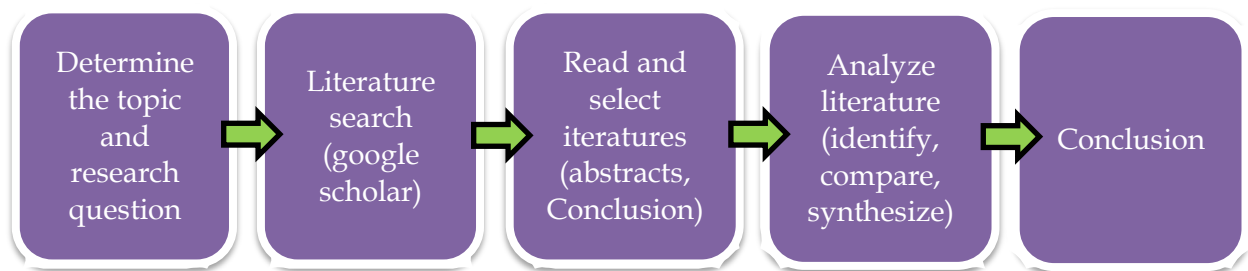 Determine
the topic
and
research
question
Literature
search
(google
scholar)
Read and
select
iteratures
(abstracts,
Conclusion)
Analyze
literature
(identify,
compare,
synthesize)
Conclusion